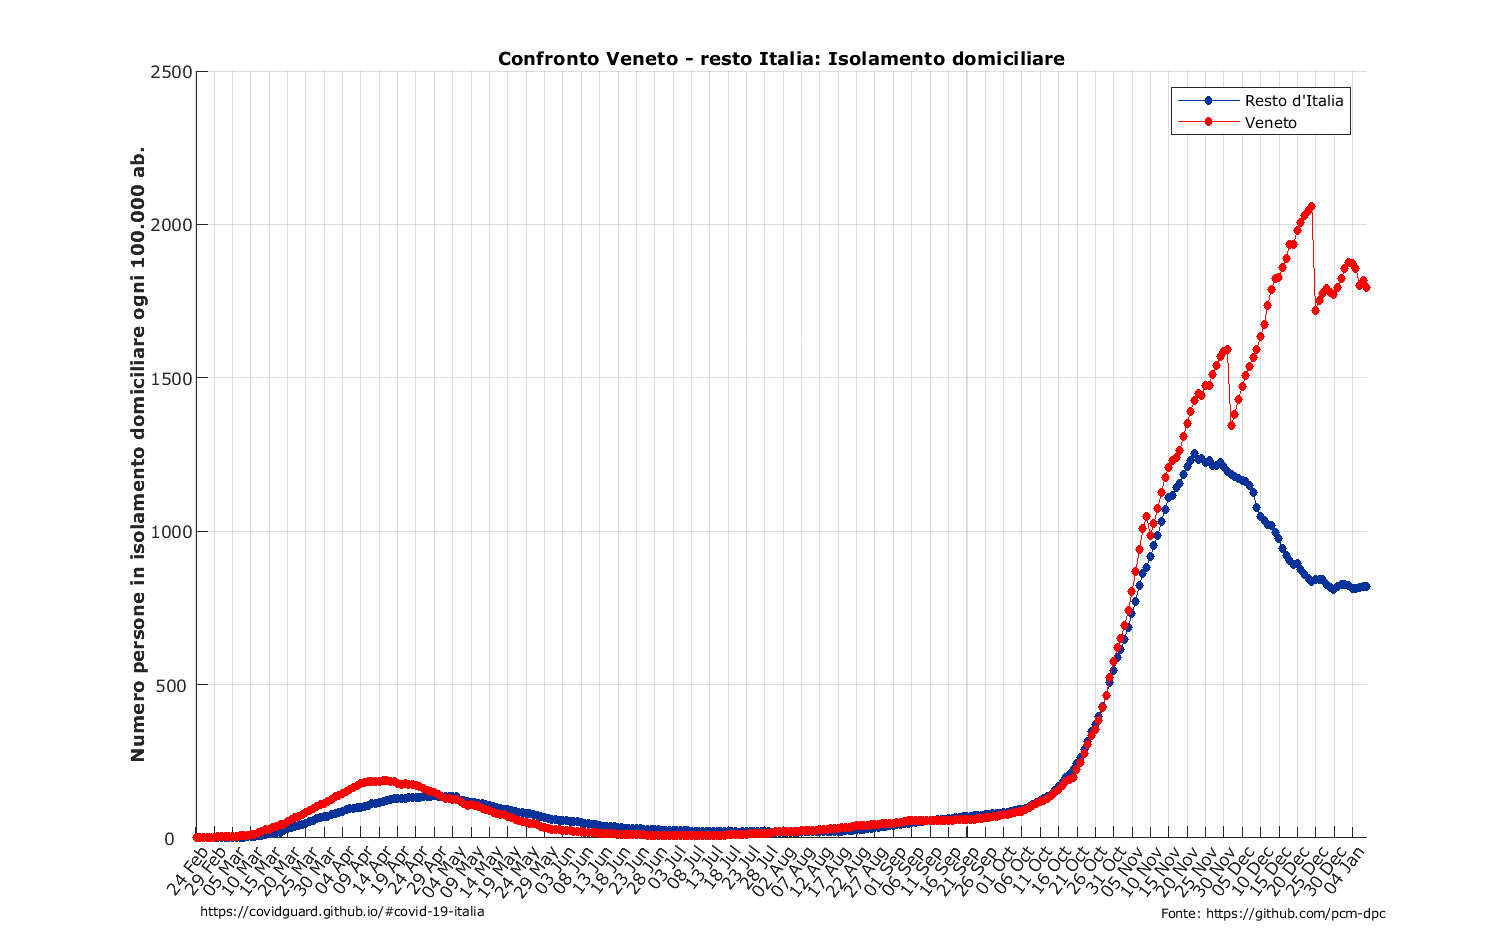 Confronto Veneto - resto Italia: Isolamento domiciliare
Numero persone in isolamento domiciliare ogni 100.000 ab.
2500
2000
1500
1000
500
0
Resto d'Italia
Veneto
24 Feb
29 Feb
05 Mar
10 Mar
15 Mar
20 Mar
25 Mar
30 Mar
04 Apr
09 Apr
14 Apr
19 Apr
24 Apr
29 Apr
04 May
09 May
14 May
19 May
24 May
29 May
03 Jun
08 Jun
13 Jun
18 Jun
23 Jun
28 Jun
03 Jul
08 Jul
13 Jul
18 Jul
23 Jul
28 Jul
02 Aug
07 Aug
12 Aug
17 Aug
22 Aug
27 Aug
01 Sep
06 Sep
11 Sep
16 Sep
21 Sep
26 Sep
01 Oct
06 Oct
11 Oct
16 Oct
21 Oct
26 Oct
31 Oct
05 Nov
10 Nov
15 Nov
20 Nov
25 Nov
30 Nov
05 Dec
10 Dec
15 Dec
20 Dec
25 Dec
30 Dec
04 Jan
https://covidguard.github.io/#covid-19-italia
Fonte: https://github.com/pcm-dpc